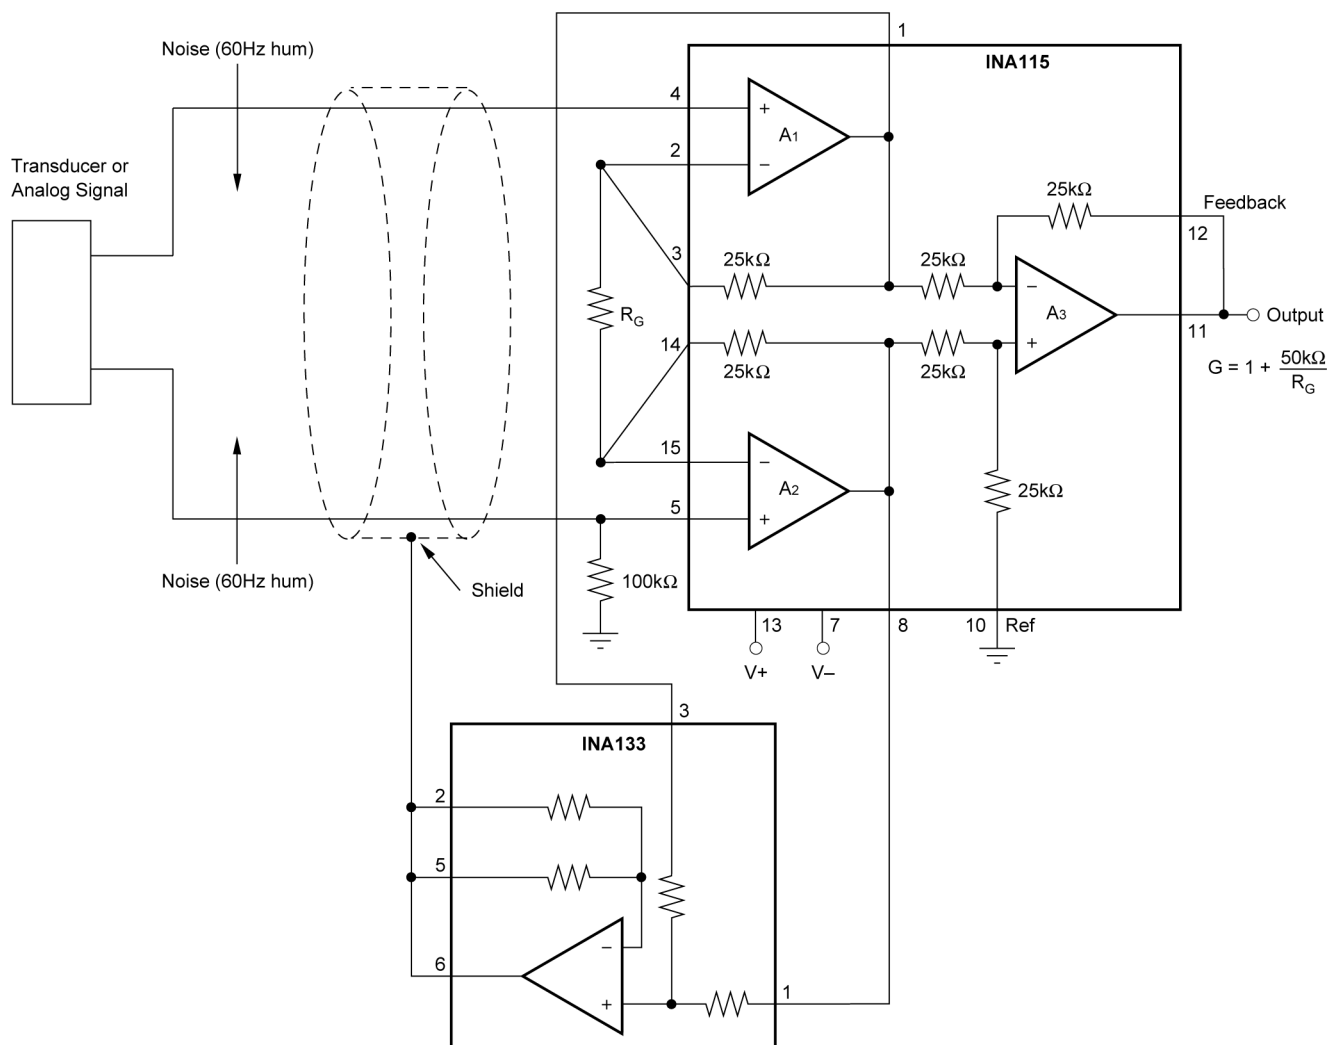 Noise (60Hz hum)
1
INA115
4
+
A1
Transducer or
Analog Signal
2
–
25kΩ
Feedback
12
3
25kΩ
25kΩ
–
RG
A3
Output
14
+
11
25kΩ
25kΩ
G = 1 + 50kΩ
RG
15
–
A2
25kΩ
5
+
Noise (60Hz hum)
Shield
100kΩ
13
7
8
10
Ref
V+
V–
3
INA133
2
5
–
6
+
1